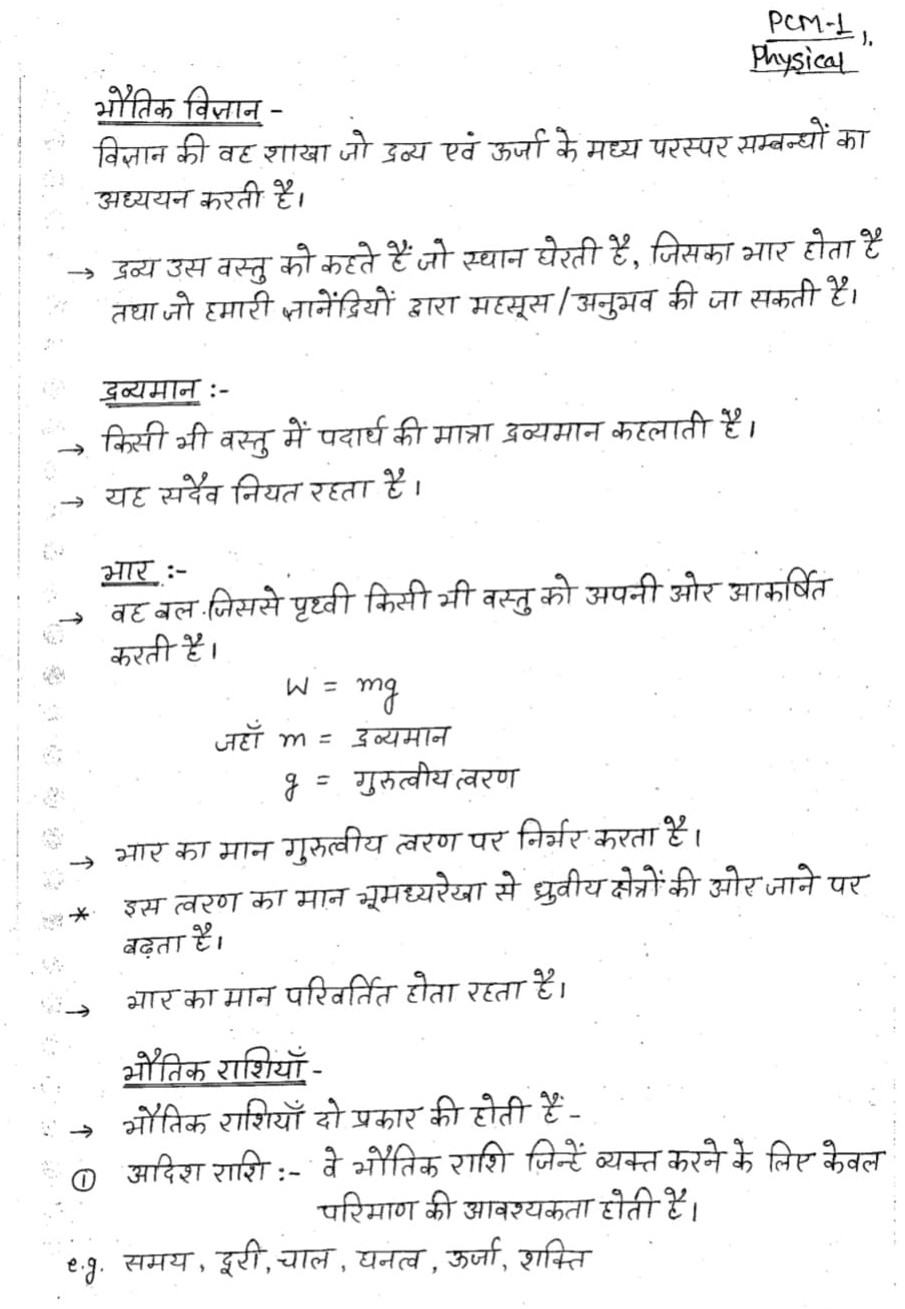 PCM-1
Physical 1.
भौतिक विज्ञान -
विज्ञान की वह शाखा जो द्रव्य एवं ऊर्जा के मध्य परस्पर सम्बन्धों का
अध्ययन करती है।
→ द्रव्य उस वस्तु को कहते हैं जो स्थान घेरती है, जिसका भार होता है
तथा जो हमारी ज्ञानेंद्रियों द्वारा महसूस/अनुभव की जा सकती है।
द्रव्यमान :-
→ किसी भी वस्तु में पदार्थ की मात्रा द्रव्यमान कहलाती है।
→ यह सदैव नियत रहता है।
भार :-
→ वह बल जिससे पृथ्वी किसी भी वस्तु को अपनी ओर आकर्षित
करती है।
W = mg
जहाँ m = द्रव्यमान
g = गुरुत्वीय त्वरण
→ भार का मान गुरुत्वीय त्वरण पर निर्भर करता है।
* इस त्वरण का मान भूमध्यरेखा से ध्रुवीय क्षेत्रों की ओर जाने पर
बढ़ता है।
→ भार का मान परिवर्तित होता रहता है।
भौतिक राशियाँ -
→ भौतिक राशियाँ दो प्रकार की होती हैं -
① अदिश राशि :- वे भौतिक राशि जिन्हें व्यक्त करने के लिए केवल
परिमाण की आवश्यकता होती है।
e.g. समय, दूरी, चाल, घनत्व, ऊर्जा, शक्ति